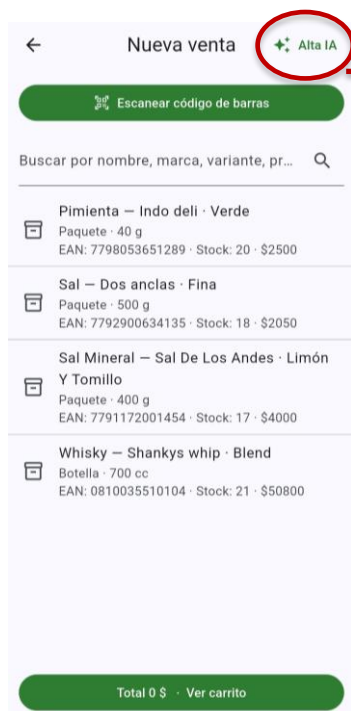 Nueva venta
Alta IA
Escanear código de barras
Buscar por nombre, marca, variante, pr...
Pimienta — Indo deli · Verde
Paquete · 40 g
EAN: 7798053651289 · Stock: 20 · $2500
Sal — Dos anclas · Fina
Paquete · 500 g
EAN: 7792900634135 · Stock: 18 · $2050
Sal Mineral — Sal De Los Andes · Limón
Y Tomillo
Paquete · 400 g
EAN: 7791172001454 · Stock: 17 · $4000
Whisky — Shankys whip · Blend
Botella · 700 cc
EAN: 0810035510104 · Stock: 21 · $50800
Total 0 $ · Ver carrito